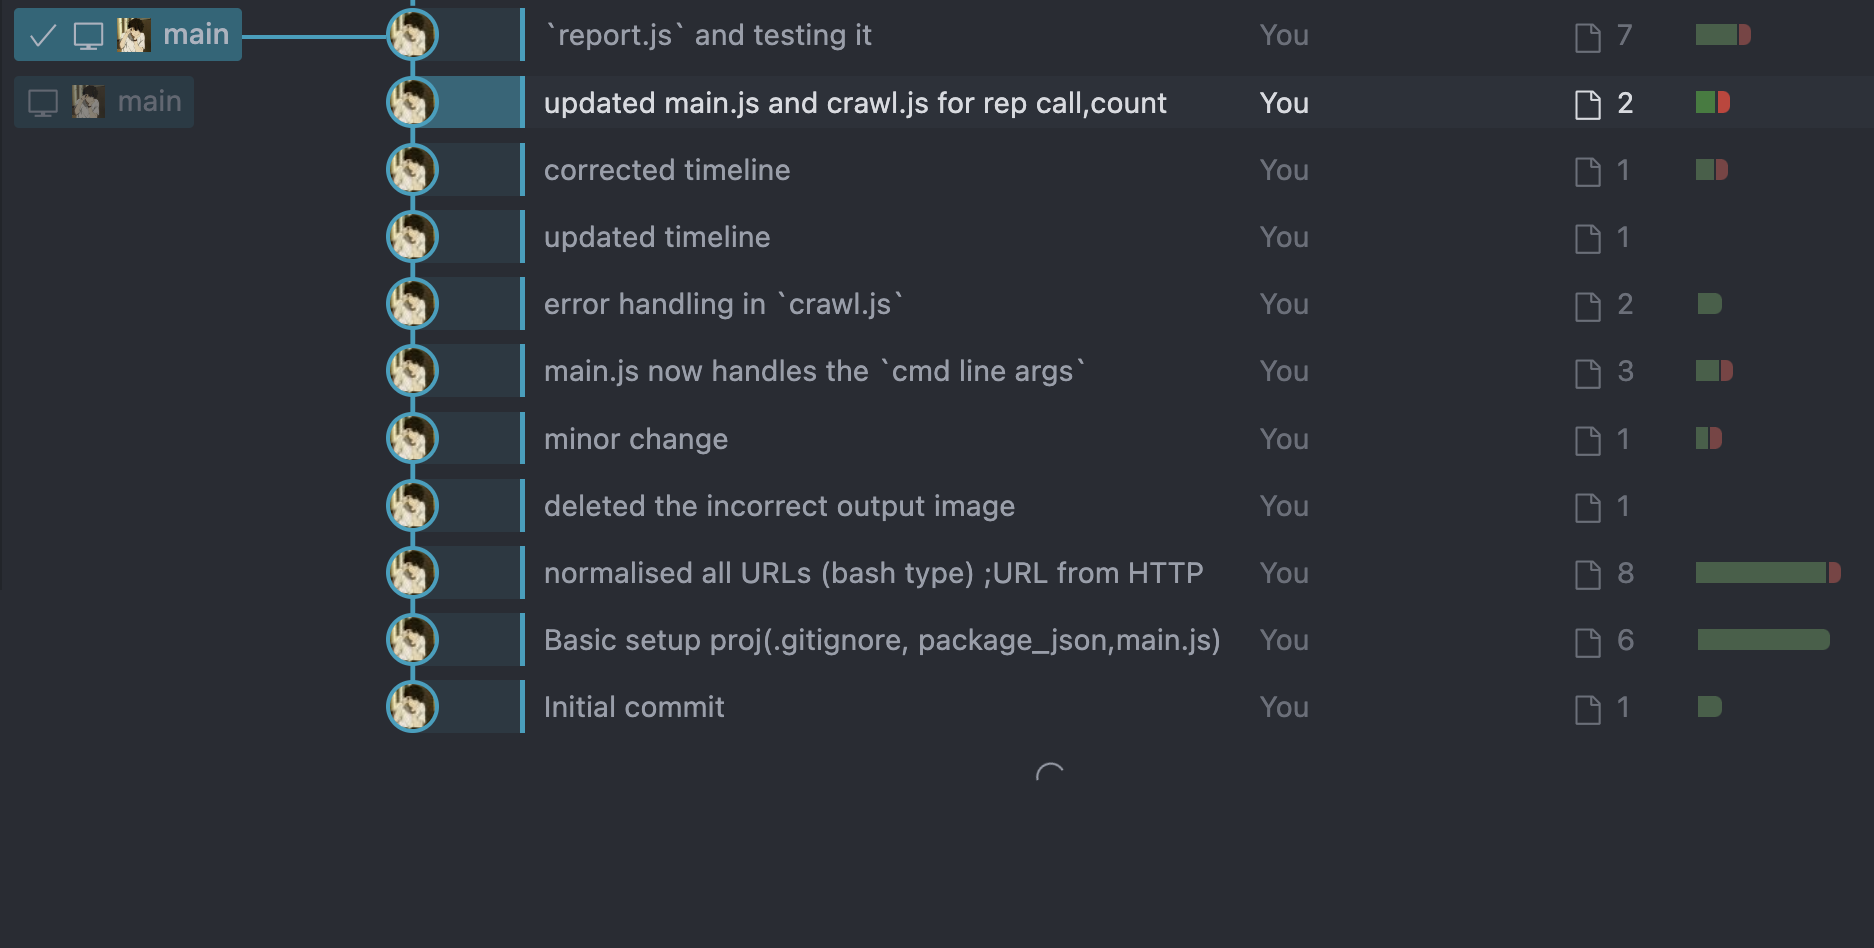 main `report.js` and testing it You 7
main updated main.js and crawl.js for rep call,count You 2
corrected timeline You 1
updated timeline You 1
error handling in `crawl.js` You 2
main.js now handles the `cmd line args` You 3
minor change You 1
deleted the incorrect output image You 1
normalised all URLs (bash type) ;URL from HTTP You 8
Basic setup proj(.gitignore, package_json,main.js) You 6
Initial commit You 1